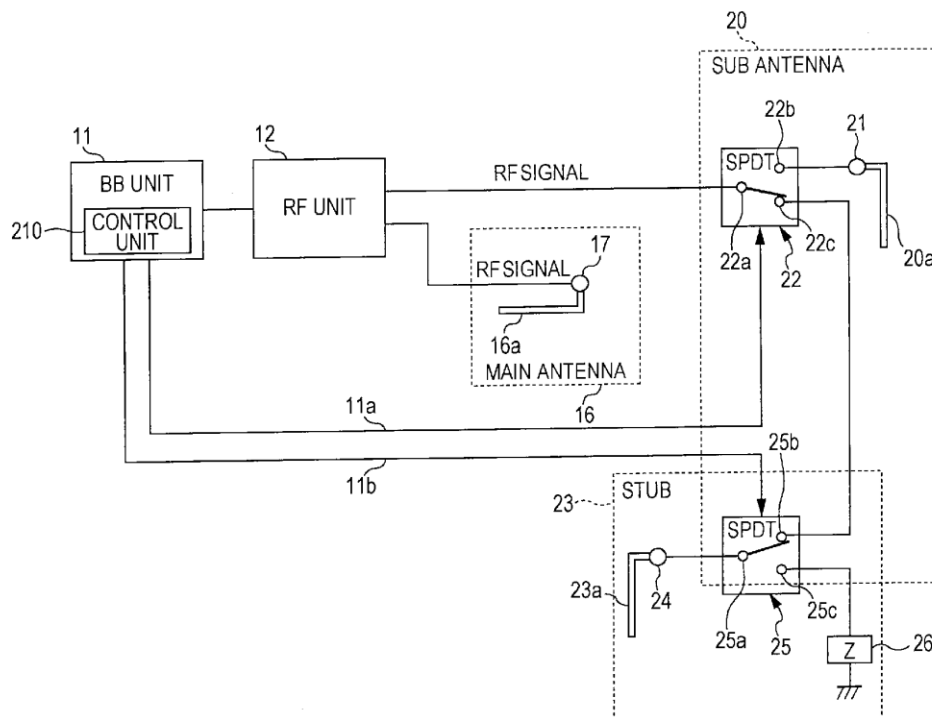 20
SUB ANTENNA
11
12
22b
21
BB UNIT
SPDT
RF SIGNAL
RF UNIT
210
CONTROL
UNIT
17
22a
22c
22
20a
RF SIGNAL
16a
MAIN ANTENNA
11a
16
25b
11b
23
STUB
SPDT
23a
24
25a
25
25c
26
Z